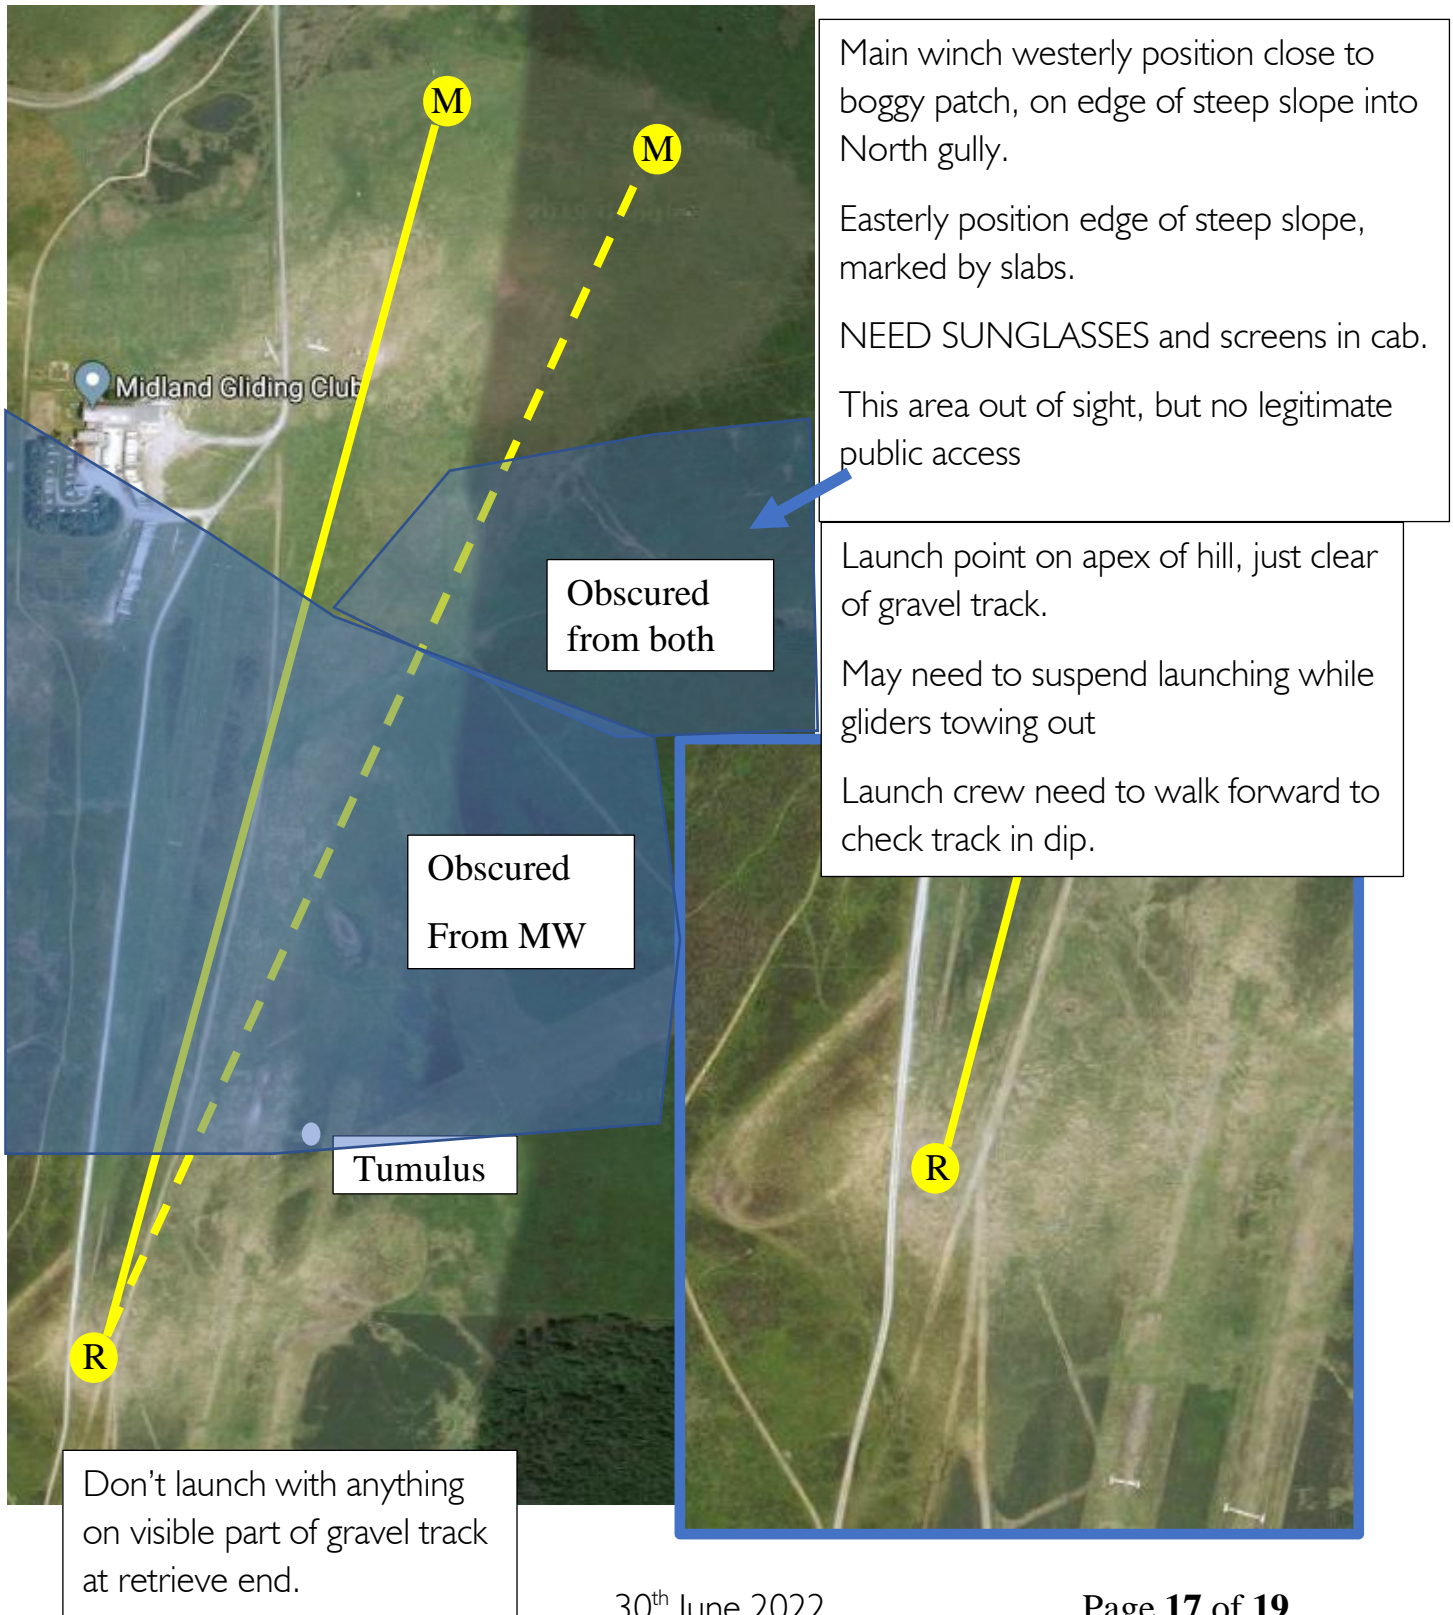 M
M
Midland Gliding Club
Main winch westerly position close to
boggy patch, on edge of steep slope into
North gully.
Easterly position edge of steep slope,
marked by slabs.
NEED SUNGLASSES and screens in cab.
This area out of sight, but no legitimate
public access
Obscured
from both
Launch point on apex of hill, just clear
of gravel track.
May need to suspend launching while
gliders towing out
Launch crew need to walk forward to
check track in dip.
Obscured
From MW
Tumulus
R
R
Don’t launch with anything
on visible part of gravel track
at retrieve end.
30th June 2022
Page 17 of 19